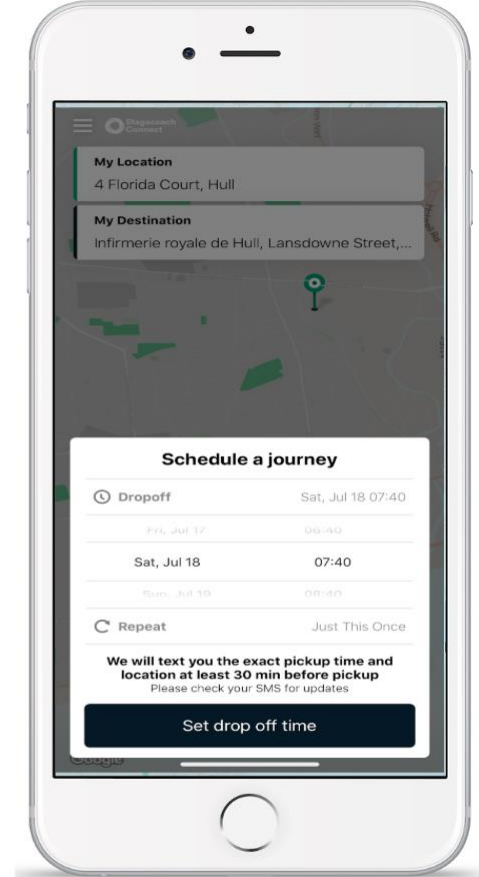 Stagecoach
Connect
My Location
4 Florida Court, Hull
My Destination
Infirmerie royale de Hull, Lansdowne Street,...
Schedule a journey
Dropoff Sat, Jul 18 07:40
Fri, Jul 17 06:40
Sat, Jul 18 07:40
Sun, Jul 19 08:40
Repeat Just This Once
We will text you the exact pickup time and
location at least 30 min before pickup
Please check your SMS for updates
Set drop off time
Google